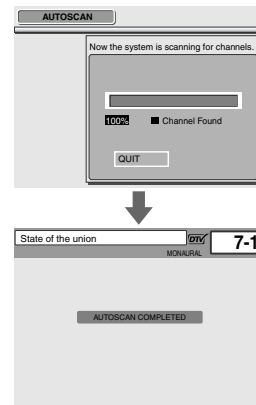 AUTOSCAN
Now the system is scanning for channels.
100% Channel Found
QUIT
State of the union DTV 7-1
MONAURAL
AUTOSCAN COMPLETED